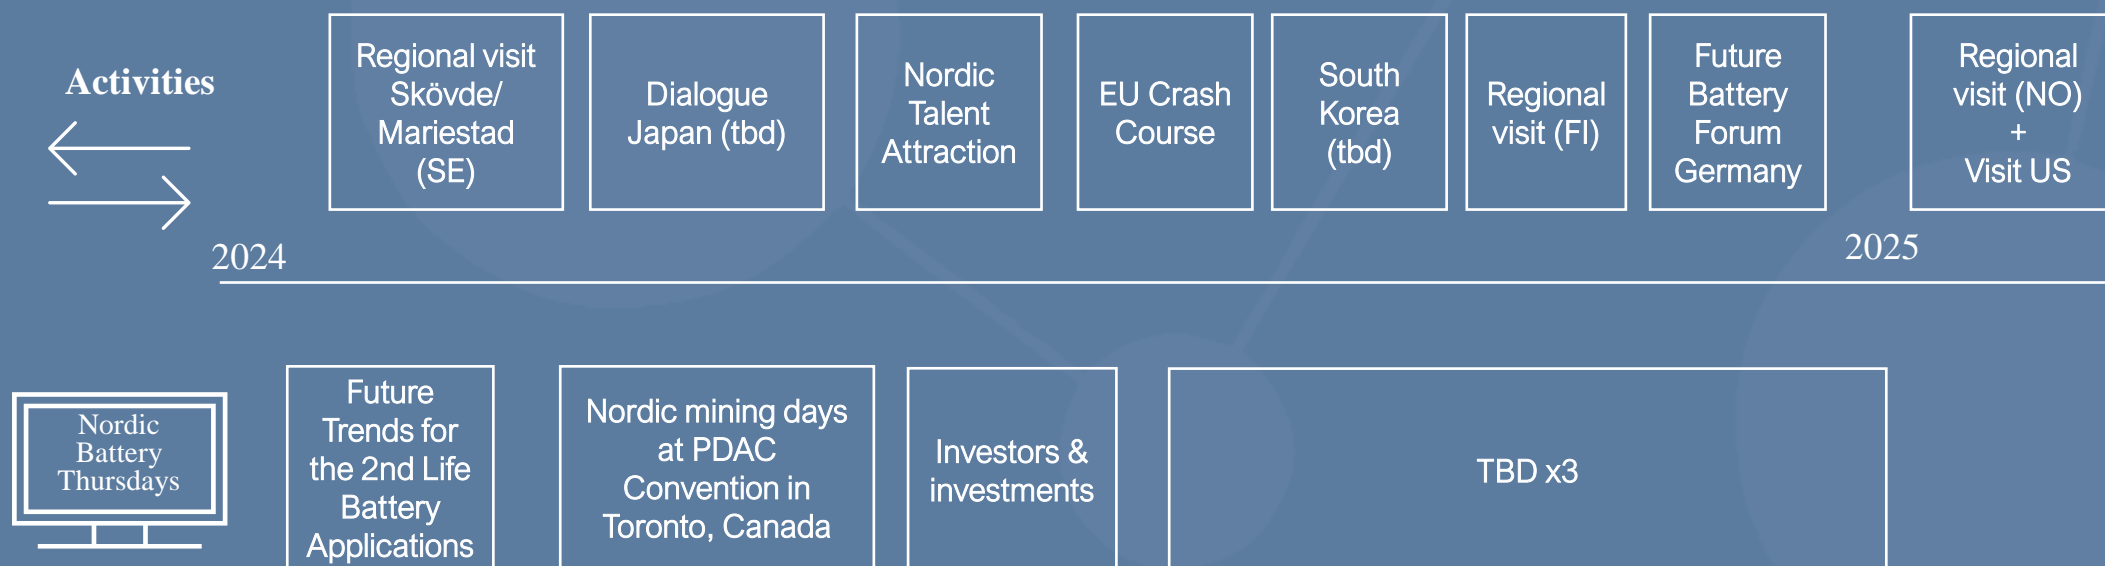 Activities
Regional visit
Skövde/
Mariestad
(SE)
Dialogue
Japan (tbd)
Nordic
Talent
Attraction
EU Crash
Course
South
Korea
(tbd)
Regional
visit (FI)
Future
Battery
Forum
Germany
Regional
visit (NO)
+
Visit US
2024
2025
Nordic
Battery
Thursdays
Future
Trends for
the 2nd Life
Battery
Applications
Nordic mining days
at PDAC
Convention in
Toronto, Canada
Investors &
investments
TBD x3